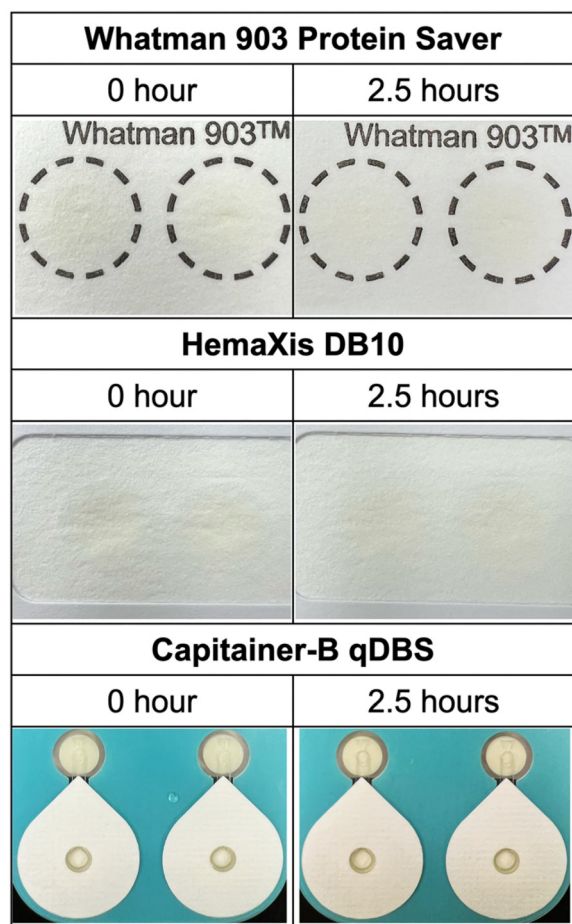 Whatman 903 Protein Saver
0 hour 2.5 hours
Whatman 903™ Whatman 903™
HemaXis DB10
0 hour 2.5 hours
Capitainer-B qDBS
0 hour 2.5 hours